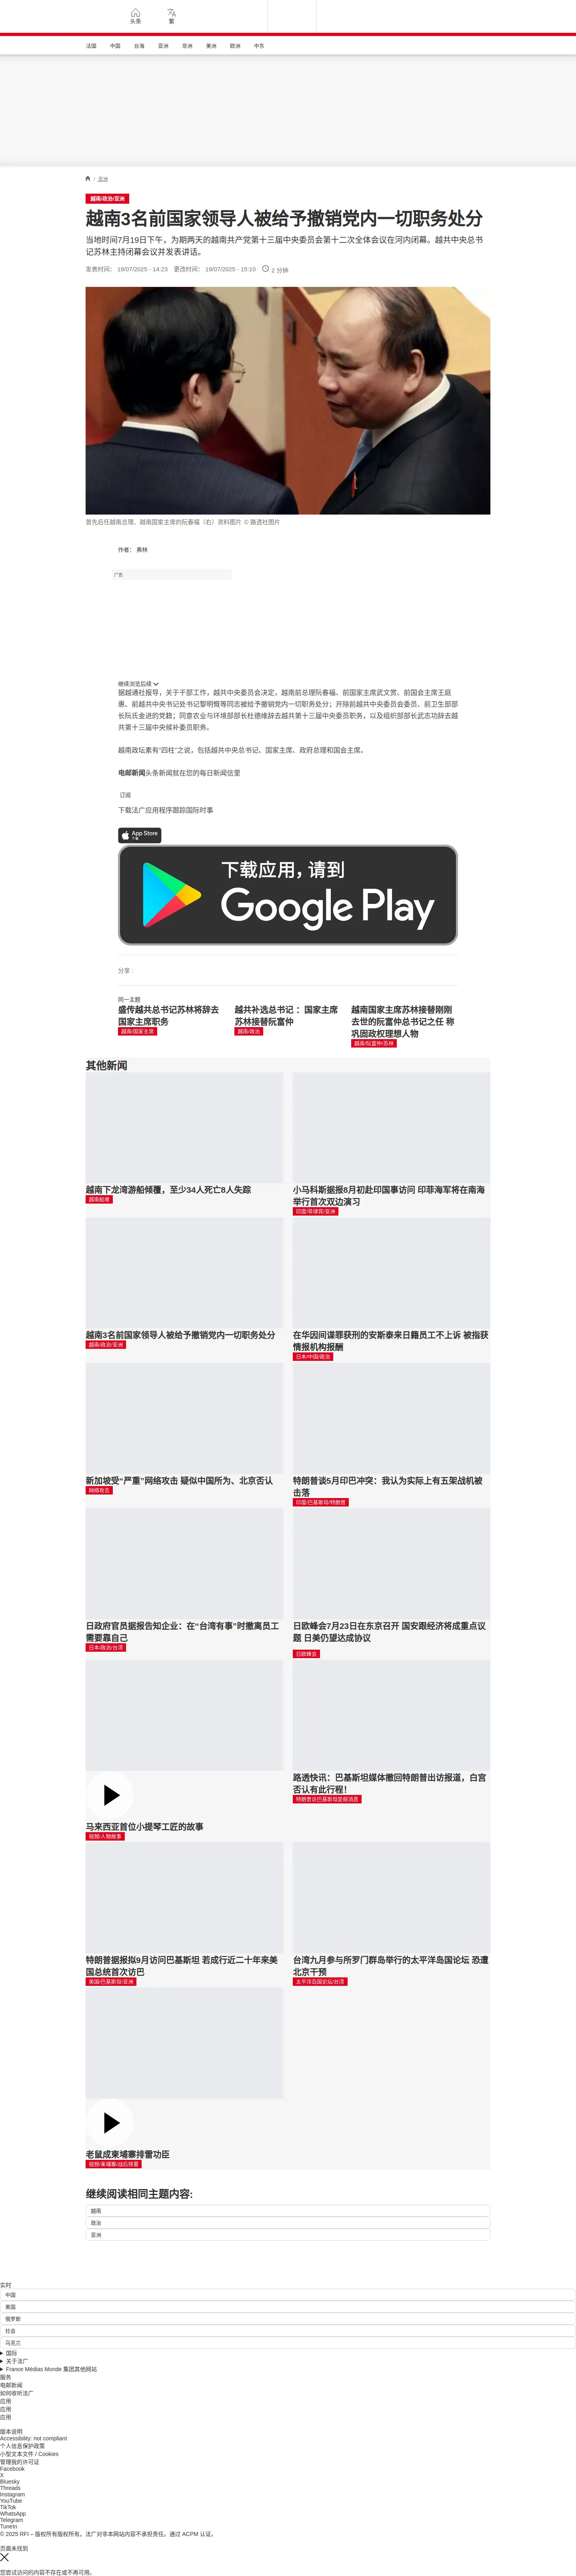 头条
繁
法国
中国
台海
亚洲
非洲
美洲
欧洲
中东
/ 亚洲
越南/政治/亚洲
越南3名前国家领导人被给予撤销党内一切职务处分
当地时间7月19日下午，为期两天的越南共产党第十三届中央委员会第十二次全体会议在河内闭幕。越共中央总书
记苏林主持闭幕会议并发表讲话。
发表时间： 19/07/2025 - 14:23 更改时间： 19/07/2025 - 15:10 2 分钟
首先后任越南总理、越南国家主席的阮春福（右）资料图片 © 路透社图片
作者： 弗林
广告
继续浏览后续
据越通社报导，关于干部工作，越共中央委员会决定，越南前总理阮春福、前国家主席武文赏、前国会主席王庭
惠、前越共中央书记处书记黎明慨等同志被给予撤销党内一切职务处分；开除前越共中央委员会委员、前卫生部部
长阮氏金进的党籍；同意农业与环境部部长杜德维辞去越共第十三届中央委员职务，以及组织部部长武志功辞去越
共第十三届中央候补委员职务。
越南政坛素有“四柱”之说，包括越共中央总书记、国家主席、政府总理和国会主席。
电邮新闻头条新闻就在您的每日新闻信里
订阅
下载法广应用程序跟踪国际时事
App Store
下载
下载应用，请到
Google Play
分享 :
同一主题
盛传越共总书记苏林将辞去
国家主席职务
越南/国家主席
越共补选总书记 ：国家主席
苏林接替阮富仲
越南/政治
越南国家主席苏林接替刚刚
去世的阮富仲总书记之任 称
巩固政权理想人物
越南/阮富仲/苏林
其他新闻
越南下龙湾游船倾覆，至少34人死亡8人失踪
越南船难
小马科斯据报8月初赴印国事访问 印菲海军将在南海
举行首次双边演习
印度/菲律宾/亚洲
越南3名前国家领导人被给予撤销党内一切职务处分
越南/政治/亚洲
在华因间谍罪获刑的安斯泰来日籍员工不上诉 被指获
情报机构报酬
日本/中国/政治
新加坡受“严重”网络攻击 疑似中国所为、北京否认
网络攻击
特朗普谈5月印巴冲突：我认为实际上有五架战机被
击落
印度/巴基斯坦/特朗普
日政府官员据报告知企业：在“台湾有事”时撤离员工
需要靠自己
日本/政治/台湾
日欧峰会7月23日在东京召开 国安跟经济将成重点议
题 日美仍望达成协议
日欧峰会
马来西亚首位小提琴工匠的故事
视频/人物故事
路透快讯：巴基斯坦媒体撤回特朗普出访报道，白宫
否认有此行程！
特朗普访巴基斯坦是假消息
特朗普据报拟9月访问巴基斯坦 若成行近二十年来美
国总统首次访巴
美国/巴基斯坦/亚洲
台湾九月参与所罗门群岛举行的太平洋岛国论坛 恐遭
北京干预
太平洋岛国论坛/台湾
老鼠成柬埔寨排雷功臣
视频/柬埔寨/战后排雷
继续阅读相同主题内容:
越南
政治
亚洲
实时
中国
美国
俄罗斯
社会
乌克兰
国际
关于法广
France Médias Monde 集团其他网站
服务
电邮新闻
如何收听法广
应用
应用
应用
版本说明
Accessibility: not compliant
个人信息保护政策
小型文本文件 / Cookies
管理我的许可证
Facebook
X
Bluesky
Threads
Instagram
YouTube
TikTok
WhatsApp
Telegram
TuneIn
© 2025 RFI – 版权所有版权所有。法广对非本网站内容不承担责任。通过 ACPM 认证。
页面未找到
您尝试访问的内容不存在或不再可用。